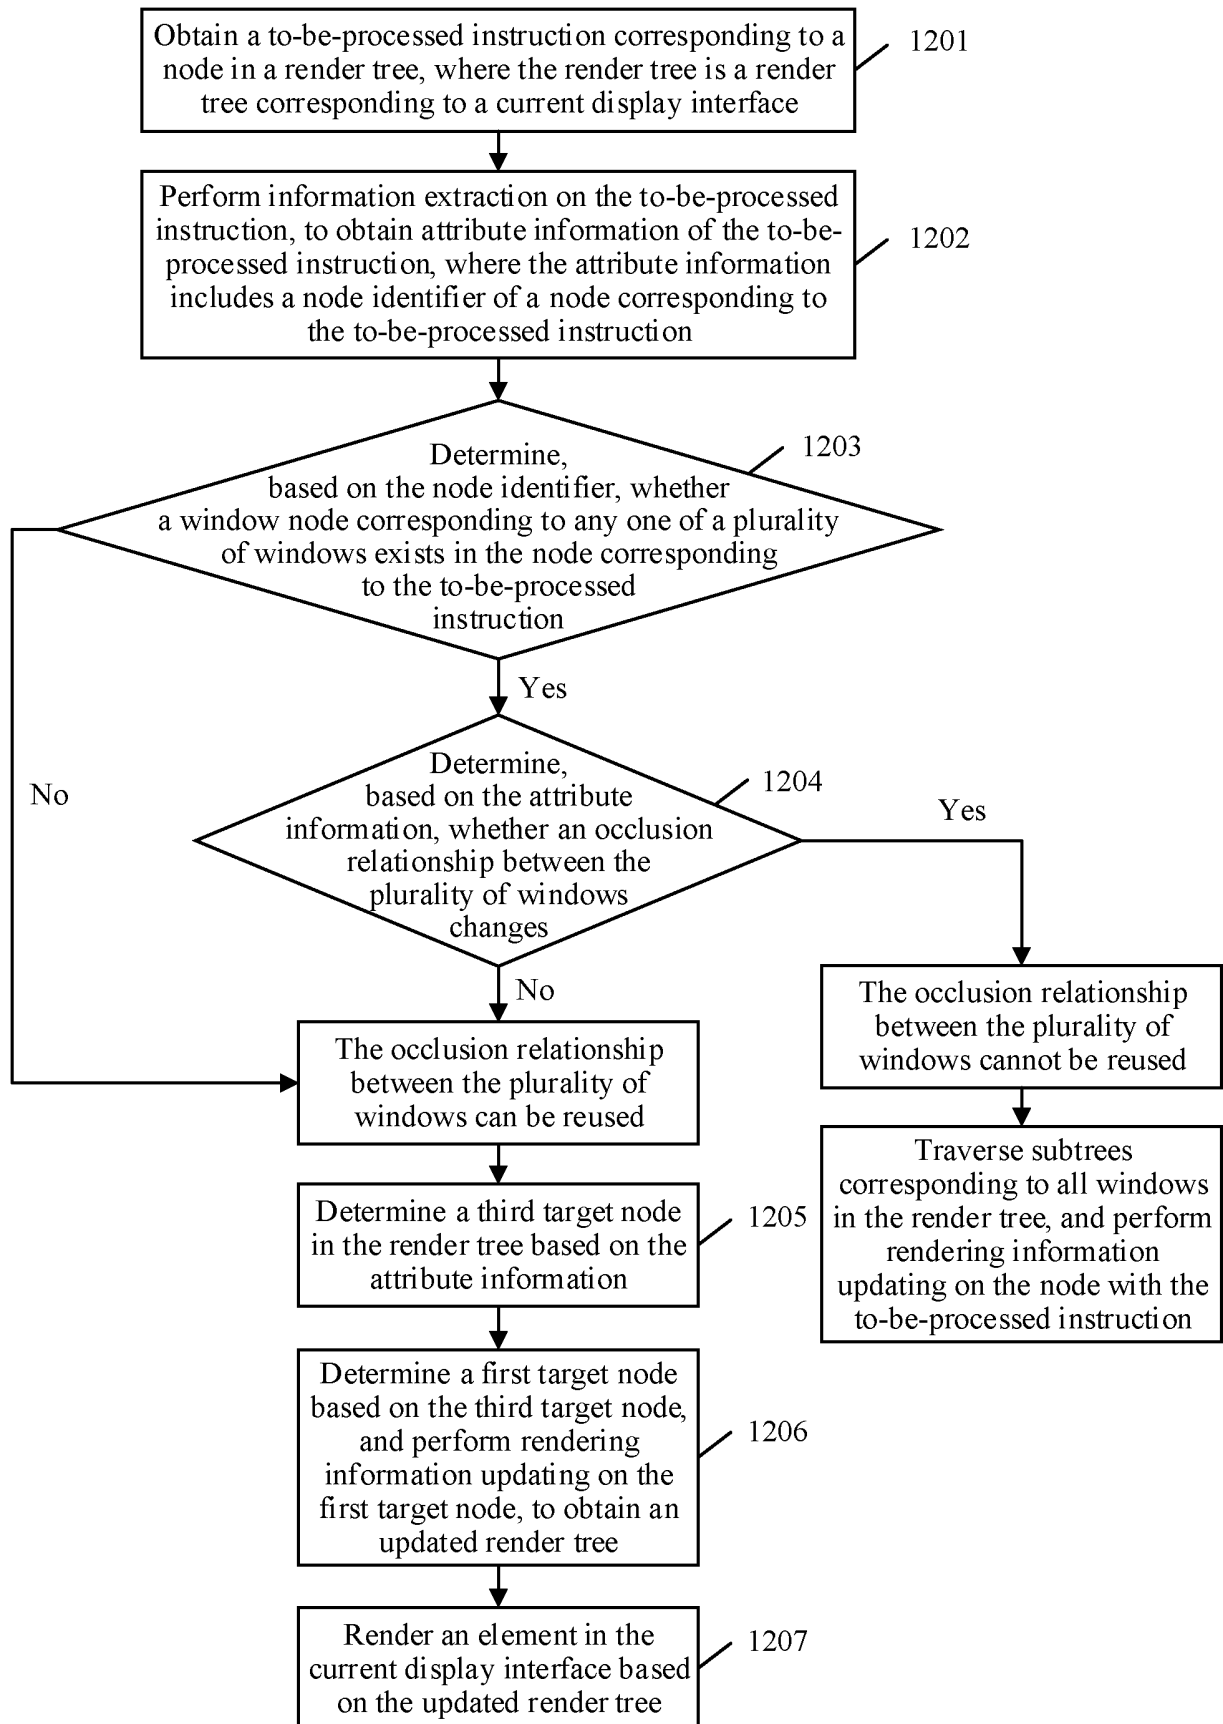 Obtain a to-be-processed instruction corresponding to a
node in a render tree, where the render tree is a render
tree corresponding to a current display interface
1201
Perform information extraction on the to-be-processed
instruction, to obtain attribute information of the to-be-
processed instruction, where the attribute information
includes a node identifier of a node corresponding to
the to-be-processed instruction
1202
Determine,
based on the node identifier, whether
a window node corresponding to any one of a plurality
of windows exists in the node corresponding
to the to-be-processed
instruction
1203
Yes
No
Determine,
based on the attribute
information, whether an occlusion
relationship between the
plurality of windows
changes
1204
Yes
No
The occlusion relationship
between the plurality of
windows can be reused
The occlusion relationship
between the plurality of
windows cannot be reused
Traverse subtrees
corresponding to all windows
in the render tree, and perform
rendering information
updating on the node with the
to-be-processed instruction
Determine a third target node
in the render tree based on the
attribute information
1205
Determine a first target node
based on the third target node,
and perform rendering
information updating on the
first target node, to obtain an
updated render tree
1206
Render an element in the
current display interface based
on the updated render tree
1207